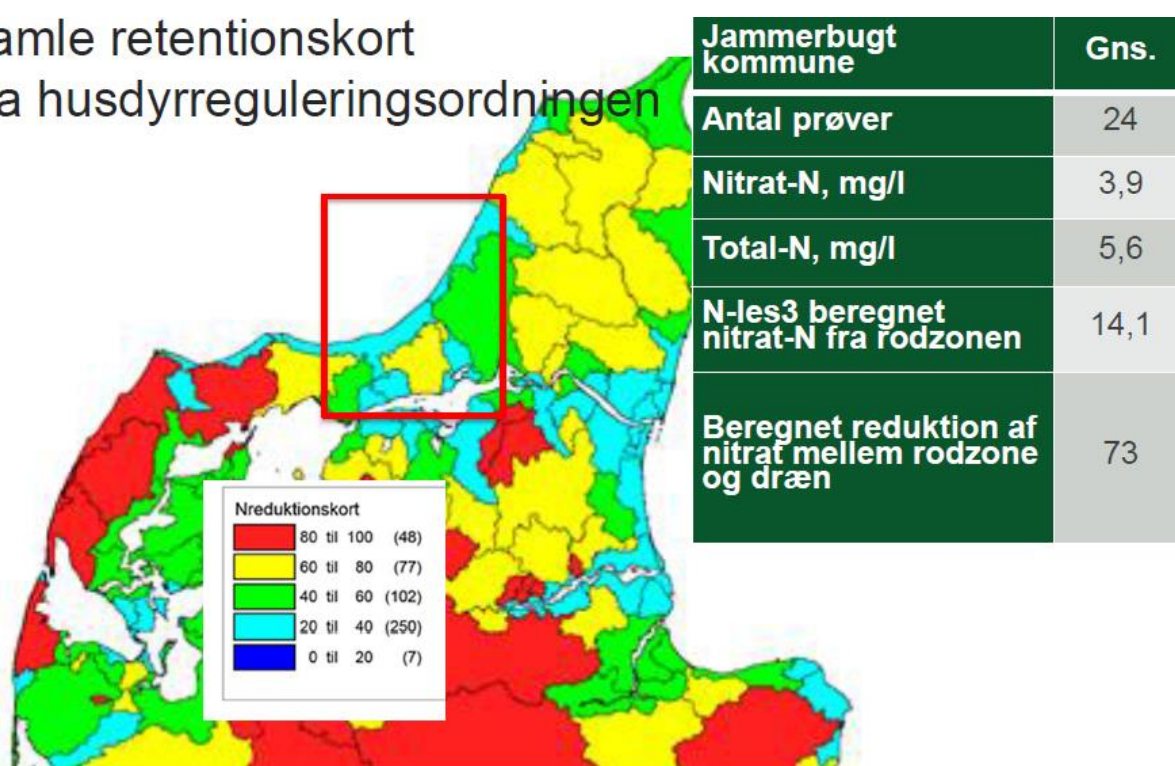 amle retentionskort
a husdyrreguleringsordningen
Jammerbugt
kommune
Gns.
Antal prøver
24
Nitrat-N, mg/l
3,9
Total-N, mg/l
5,6
N-les3 beregnet
nitrat-N fra rodzonen
14,1
Beregnet reduktion af
nitrat mellem rodzone
og dræn
73
Nreduktionskort
80 til 100 (48)
60 til 80 (77)
40 til 60 (102)
20 til 40 (250)
0 til 20 (7)